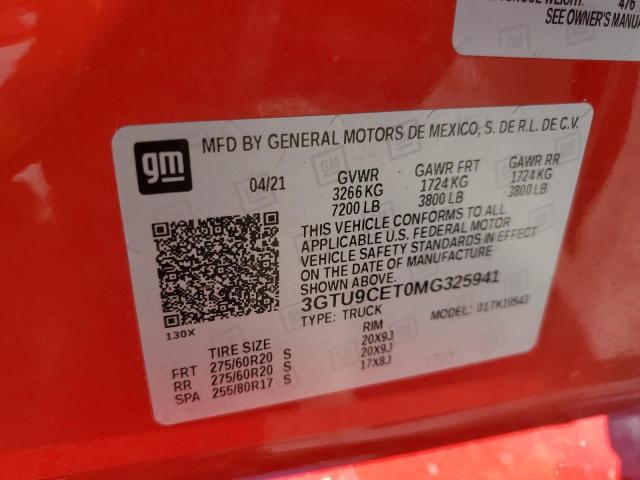 476
SEE OWNER'S MANUA
gm
MFD BY GENERAL MOTORS DE MEXICO, S. DE R.L. DE C.V.
04/21 GVWR GAWR FRT GAWR RR
3266 KG 1724 KG 1724 KG
7200 LB 3800 LB 3800 LB
THIS VEHICLE CONFORMS TO ALL
APPLICABLE U.S. FEDERAL MOTOR
VEHICLE SAFETY STANDARDS IN EFFECT
ON THE DATE OF MANUFACTURE
SHOWN ABOVE.
3GTU9CET0MG325941
TYPE: TRUCK MODEL: 01TK10543
130X
TIRE SIZE RIM
FRT 275/60R20 S 20X9J
RR 275/60R20 S 20X9J
SPA 255/80R17 S 17X8J